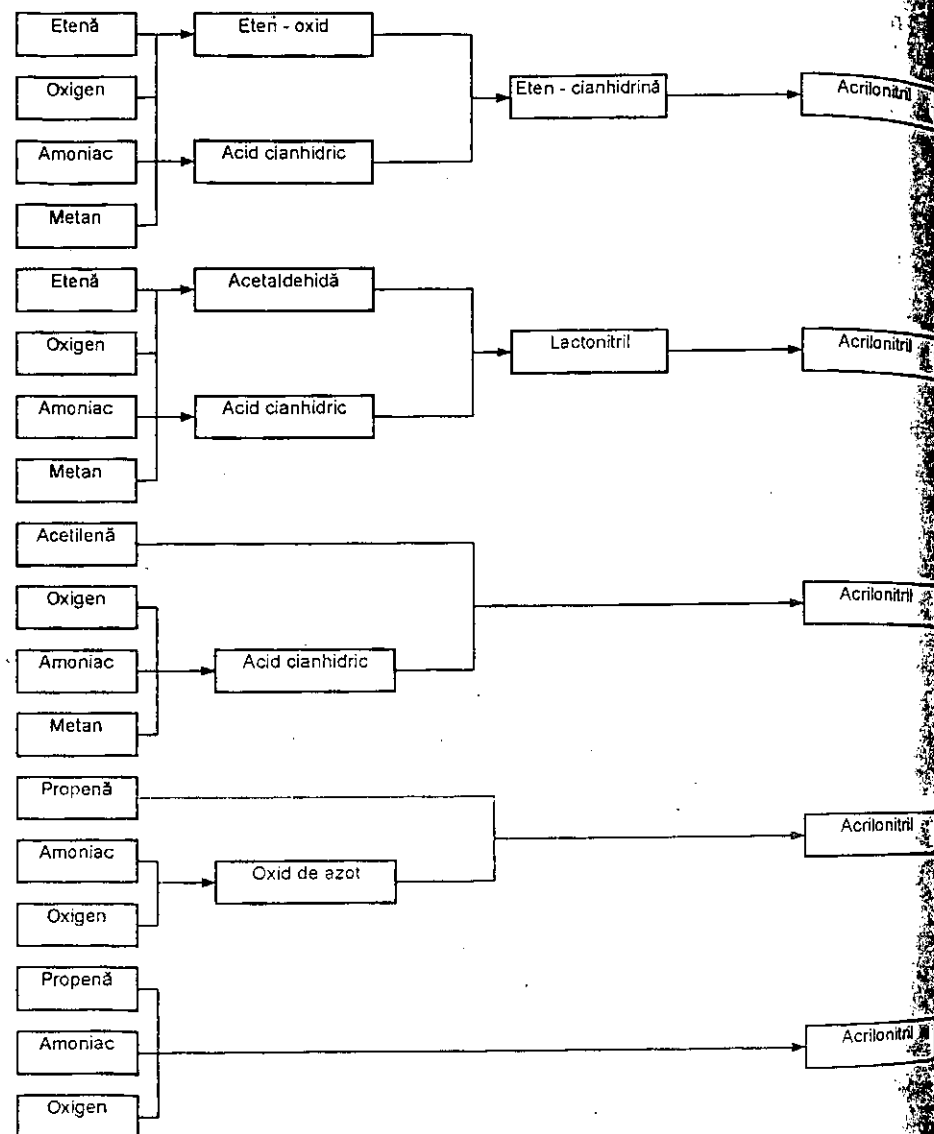 Etenă
Eten - oxid
Oxigen
Eten - cianhidrină
Acrilonitril
Amoniac
Acid cianhidric
Metan
Etenă
Acetaldehidă
Oxigen
Lactonitril
Acrilonitril
Amoniac
Acid cianhidric
Metan
Acetilenă
Oxigen
Acrilonitril
Amoniac
Acid cianhidric
Metan
Propenă
Acrilonitril
Amoniac
Oxid de azot
Oxigen
Propenă
Amoniac
Acrilonitril
Oxigen